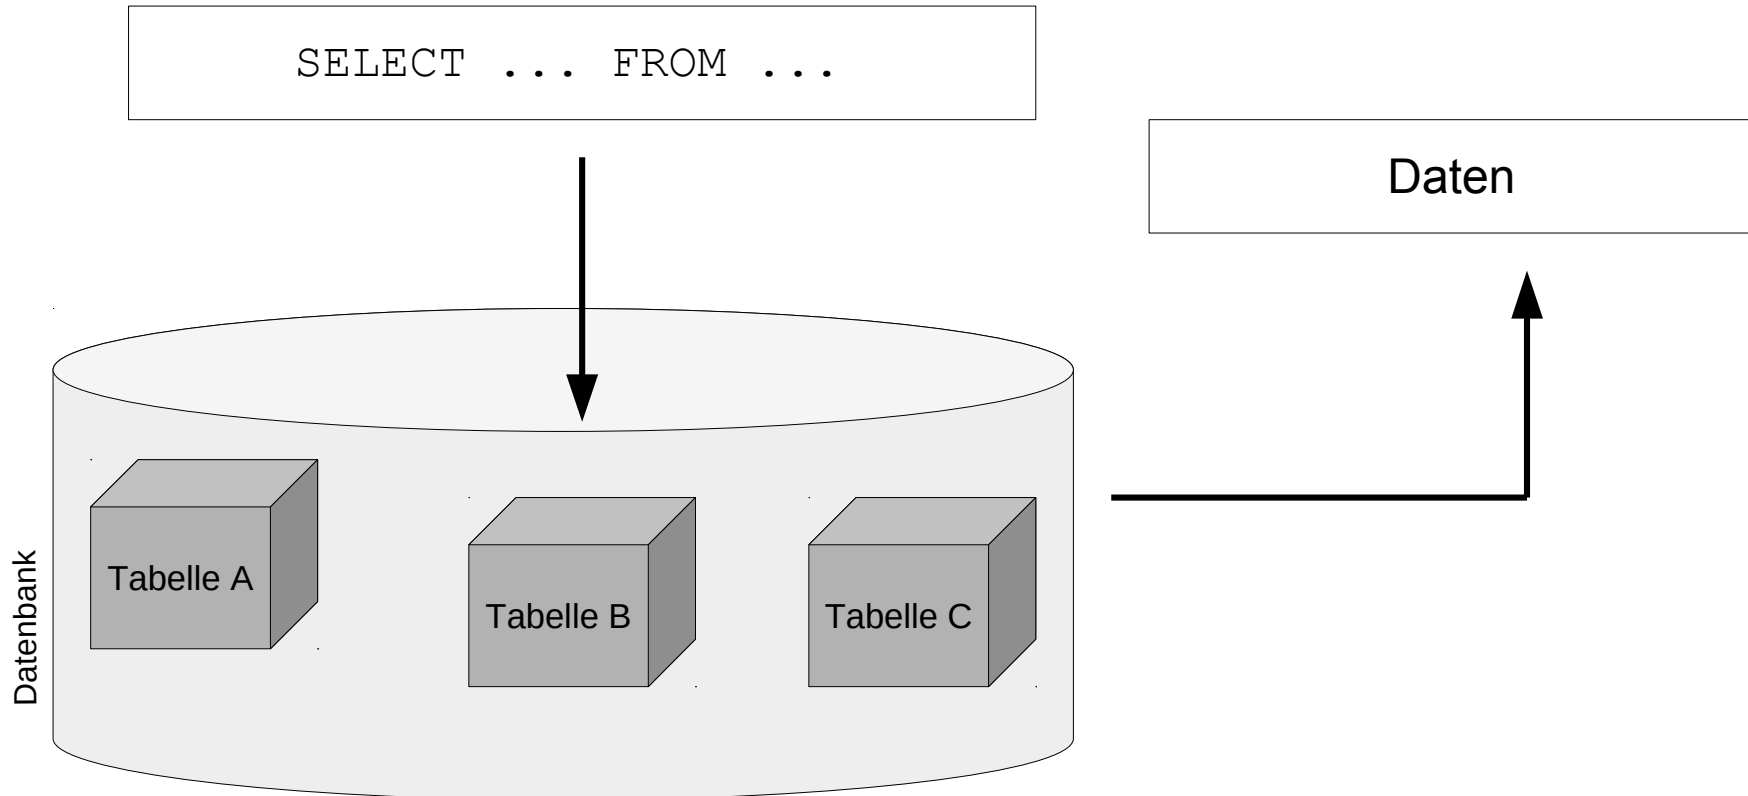 SELECT ... FROM ...
Daten
Datenbank
Tabelle A
Tabelle B
Tabelle C